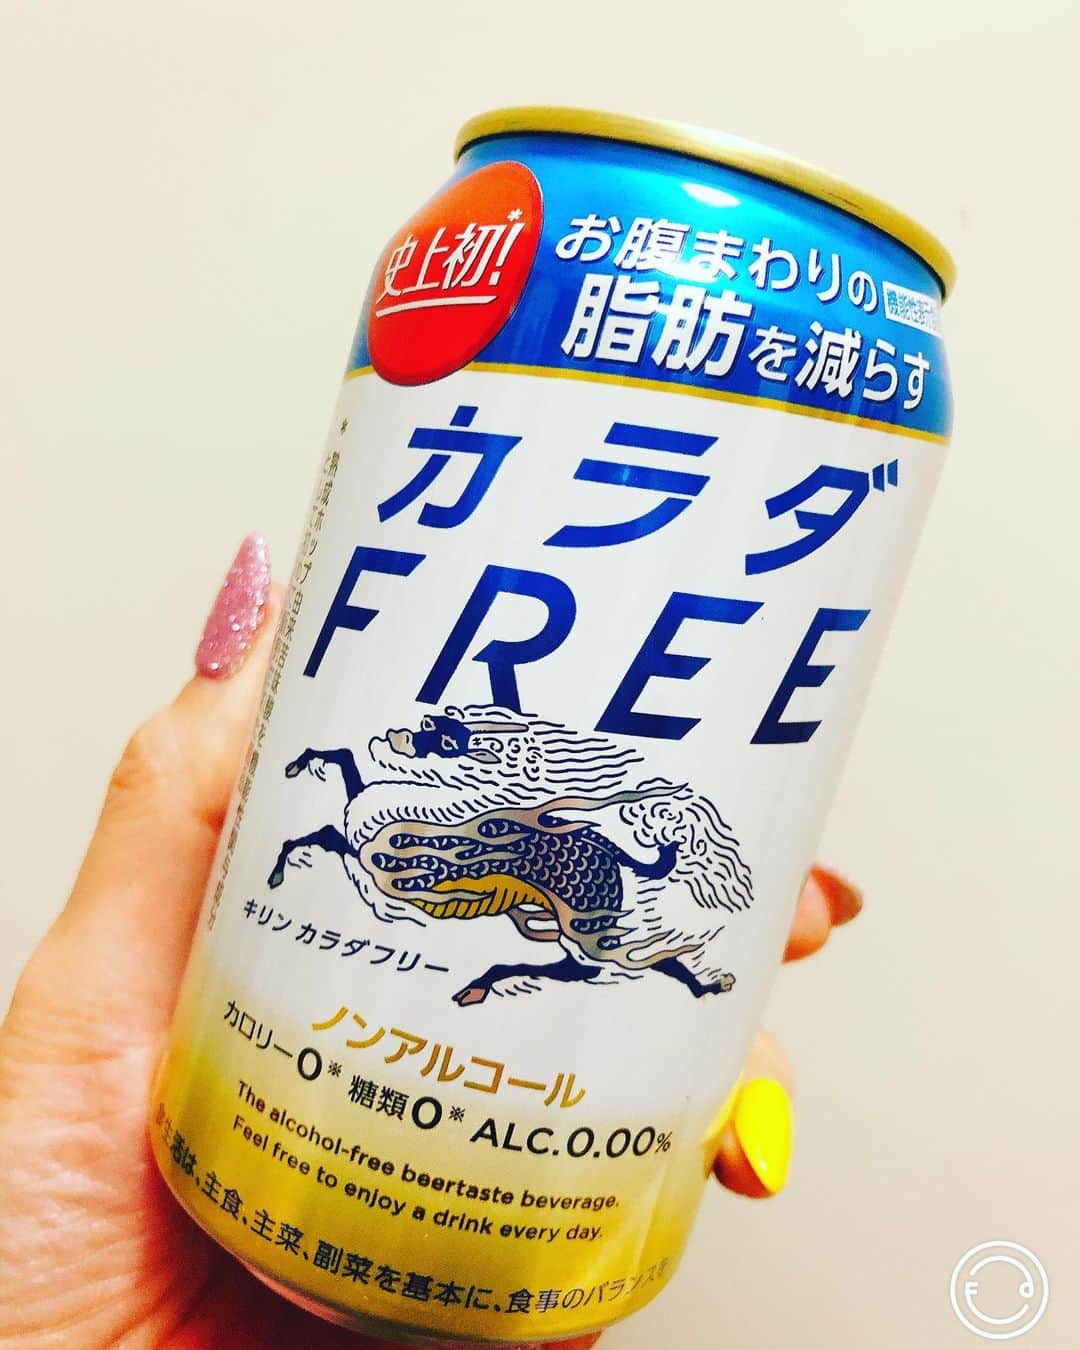 史上初!*
お腹まわりの
脂肪を減らす
カラダ
FREE
キリン カラダフリー
ノンアルコール
カロリー0※ 糖類0※ ALC.0.00%
The alcohol-free beertaste beverage.
Feel free to enjoy a drink every day.
食生活は、主食、主菜、副菜を基本に、食事のバランスを